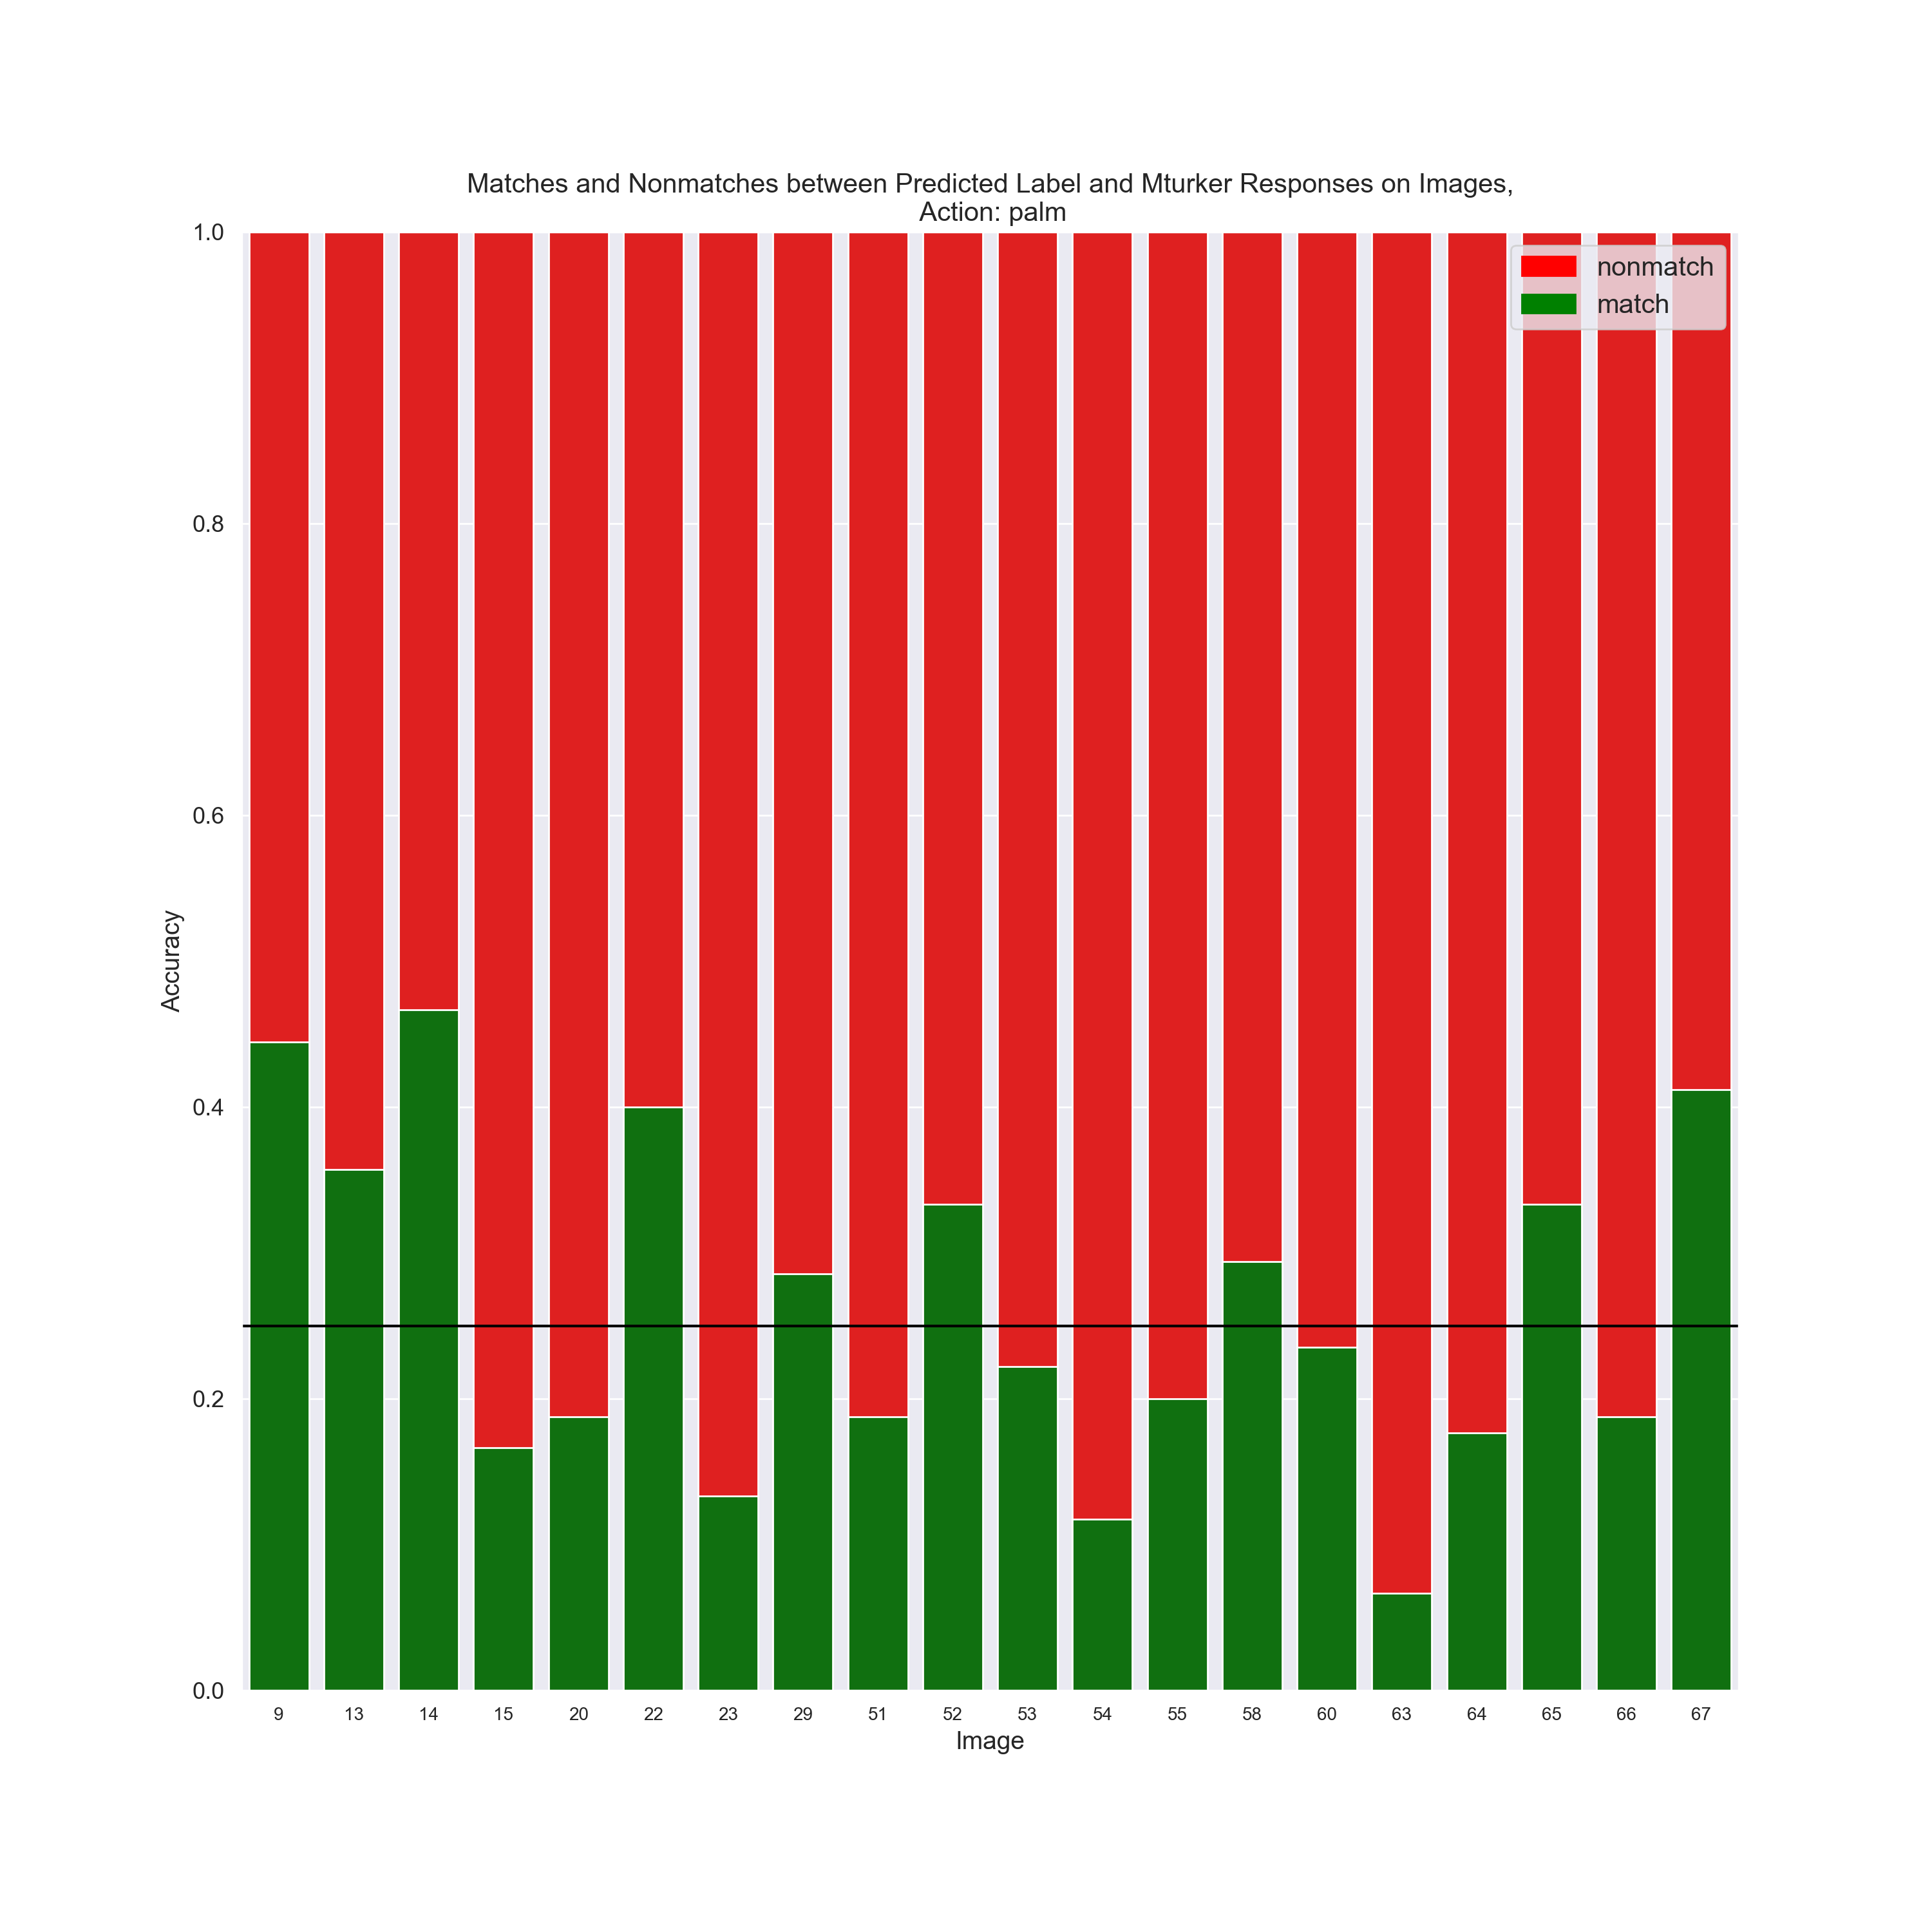 Matches and Nonmatches between Predicted Label and Mturker Responses on Images,
Action: palm
nonmatch
match
1.0
0.8
0.6
0.4
0.2
0.0
Accuracy
9 13 14 15 20 22 23 29 51 52 53 54 55 58 60 63 64 65 66 67
Image